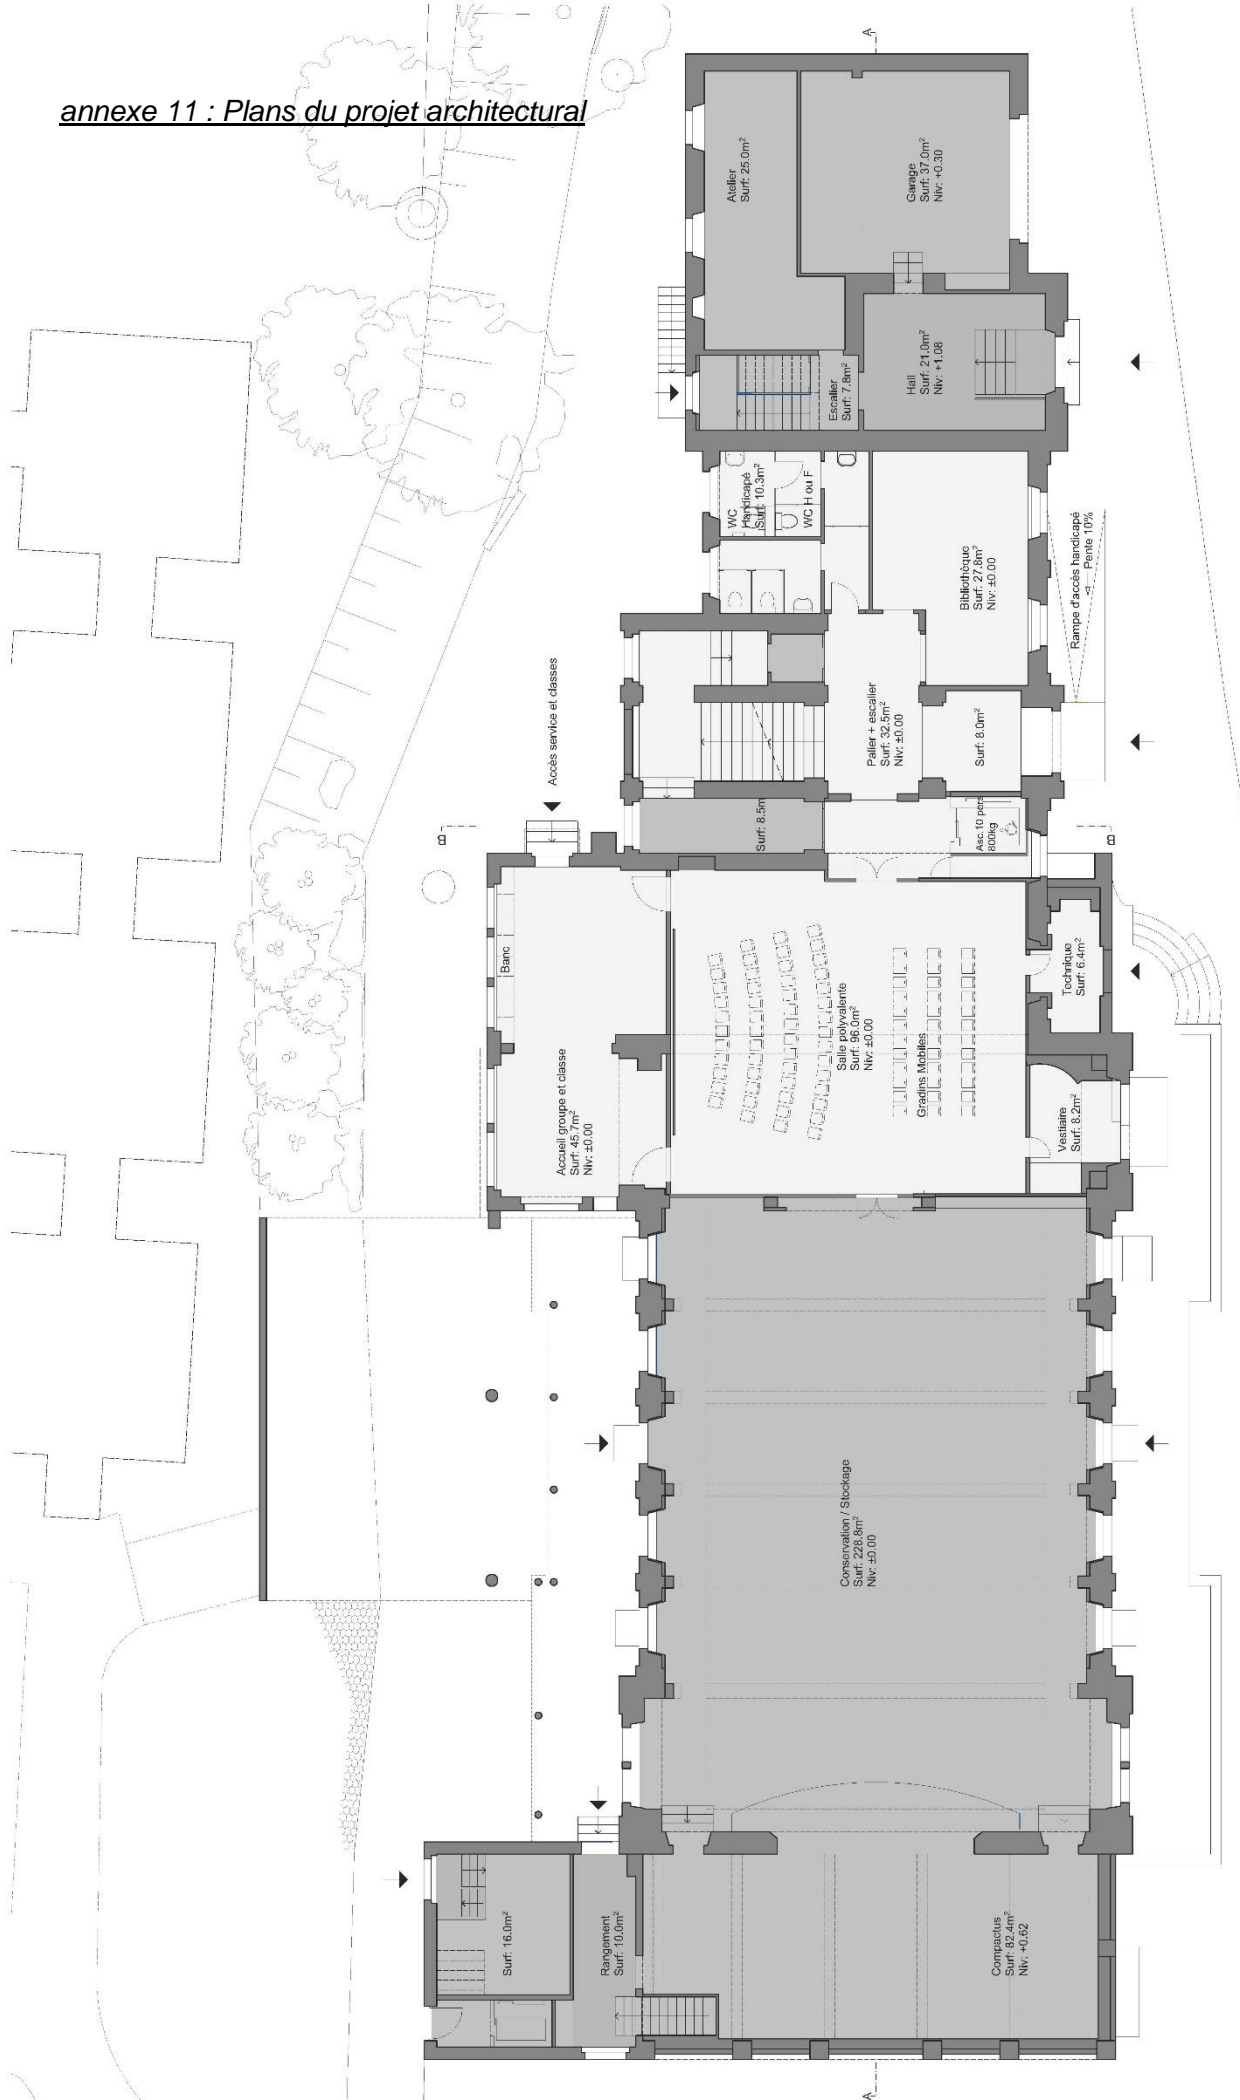 annexe 11 : Plans du projet architectural
A
Atelier
Surf: 25.0m²
Garage
Surf: 37.0m²
Niv: +0.30
Hall
Surf: 21.0m²
Niv: +1.08
Escalier
Surf: 7.8m²
WC
Handicapé
Surf: 10.3m²
WC H ou F
Bibliothèque
Surf: 27.8m²
Niv: ±0.00
Rampe d'accès handicapé
Pente 10%
Accès service et classes
Palier + escalier
Surf: 32.5m²
Niv: ±0.00
Surf: 8.0m²
Surf: 8.5m
Asc.10 pers
800kg
B
B
Banc
Technique
Surf: 6.4m²
Accueil groupe et classe
Surf: 45.7m²
Niv: ±0.00
Salle polyvalente
Surf: 96.0m²
Niv: ±0.00
Gradins Mobiles
Vestiaire
Surf: 8.2m²
Conservation / Stockage
Surf: 228.8m²
Niv: ±0.00
Surf: 16.0m²
Rangement
Surf: 10.0m²
Compactus
Surf: 82.4m²
Niv: +0.62
A